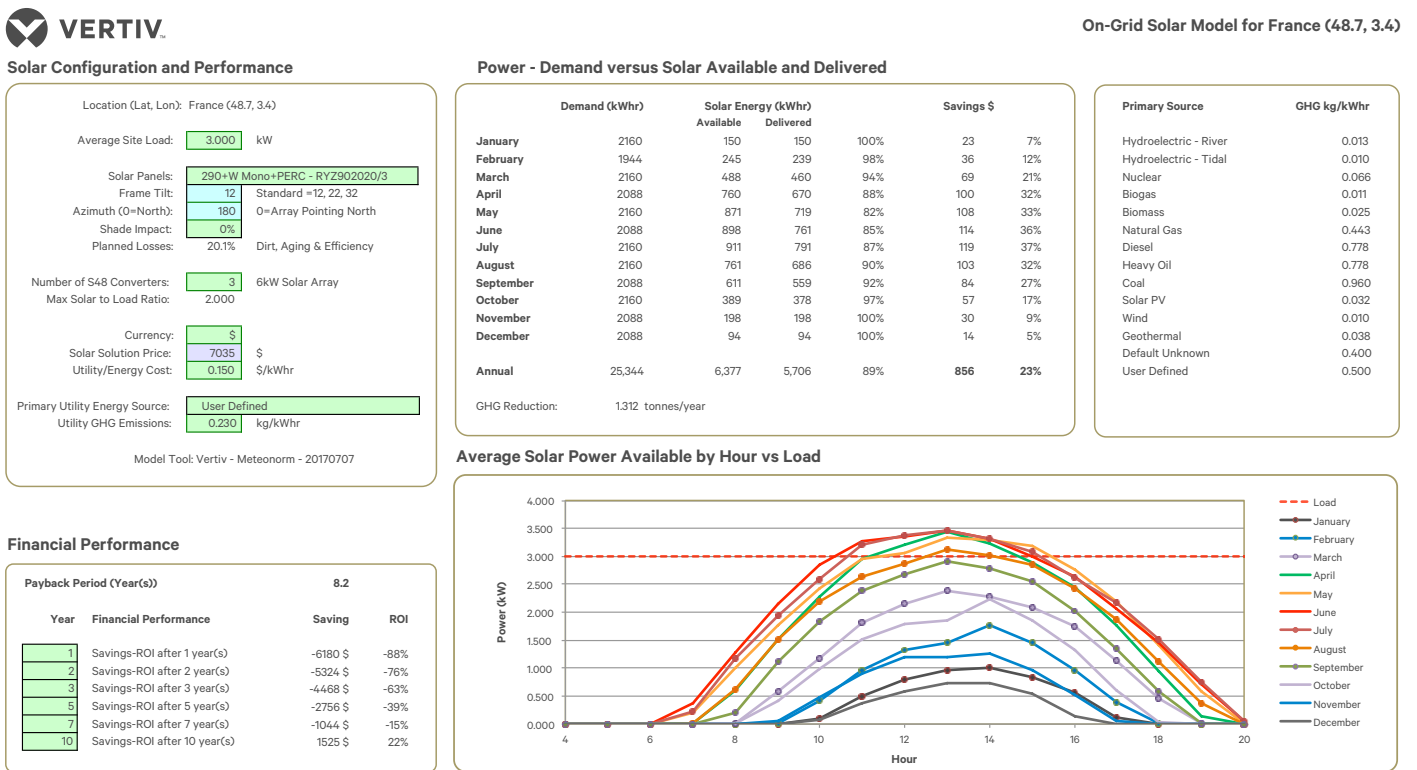 VERTIV™
On-Grid Solar Model for France (48.7, 3.4)
Solar Configuration and Performance
Location (Lat, Lon): France (48.7, 3.4)
Average Site Load: 3.000 kW
Solar Panels: 290+W Mono+PERC - RYZ902020/3
Frame Tilt: 12 Standard =12, 22, 32
Azimuth (0=North): 180 0=Array Pointing North
Shade Impact: 0%
Planned Losses: 20.1% Dirt, Aging & Efficiency
Number of S48 Converters: 3 6kW Solar Array
Max Solar to Load Ratio: 2.000
Currency: $
Solar Solution Price: 7035 $
Utility/Energy Cost: 0.150 $/kWhr
Primary Utility Energy Source: User Defined
Utility GHG Emissions: 0.230 kg/kWhr
Model Tool: Vertiv - Meteonorm - 20170707
Power - Demand versus Solar Available and Delivered
Demand (kWhr) Solar Energy (kWhr) Savings $
Available Delivered
January 2160 150 150 100% 23 7%
February 1944 245 239 98% 36 12%
March 2160 488 460 94% 69 21%
April 2088 760 670 88% 100 32%
May 2160 871 719 82% 108 33%
June 2088 898 761 85% 114 36%
July 2160 911 791 87% 119 37%
August 2160 761 686 90% 103 32%
September 2088 611 559 92% 84 27%
October 2160 389 378 97% 57 17%
November 2088 198 198 100% 30 9%
December 2088 94 94 100% 14 5%
Annual 25,344 6,377 5,706 89% 856 23%
GHG Reduction: 1.312 tonnes/year
Primary Source GHG kg/kWhr
Hydroelectric - River 0.013
Hydroelectric - Tidal 0.010
Nuclear 0.066
Biogas 0.011
Biomass 0.025
Natural Gas 0.443
Diesel 0.778
Heavy Oil 0.778
Coal 0.960
Solar PV 0.032
Wind 0.010
Geothermal 0.038
Default Unknown 0.400
User Defined 0.500
Financial Performance
Payback Period (Year(s)) 8.2
Year Financial Performance Saving ROI
1 Savings-ROI after 1 year(s) -6180 $ -88%
2 Savings-ROI after 2 year(s) -5324 $ -76%
3 Savings-ROI after 3 year(s) -4468 $ -63%
5 Savings-ROI after 5 year(s) -2756 $ -39%
7 Savings-ROI after 7 year(s) -1044 $ -15%
10 Savings-ROI after 10 year(s) 1525 $ 22%
Average Solar Power Available by Hour vs Load
Power (kW)
4.000
3.500
3.000
2.500
2.000
1.500
1.000
0.500
0.000
4 6 8 10 12 14 16 18 20
Hour
Load
January
February
March
April
May
June
July
August
September
October
November
December